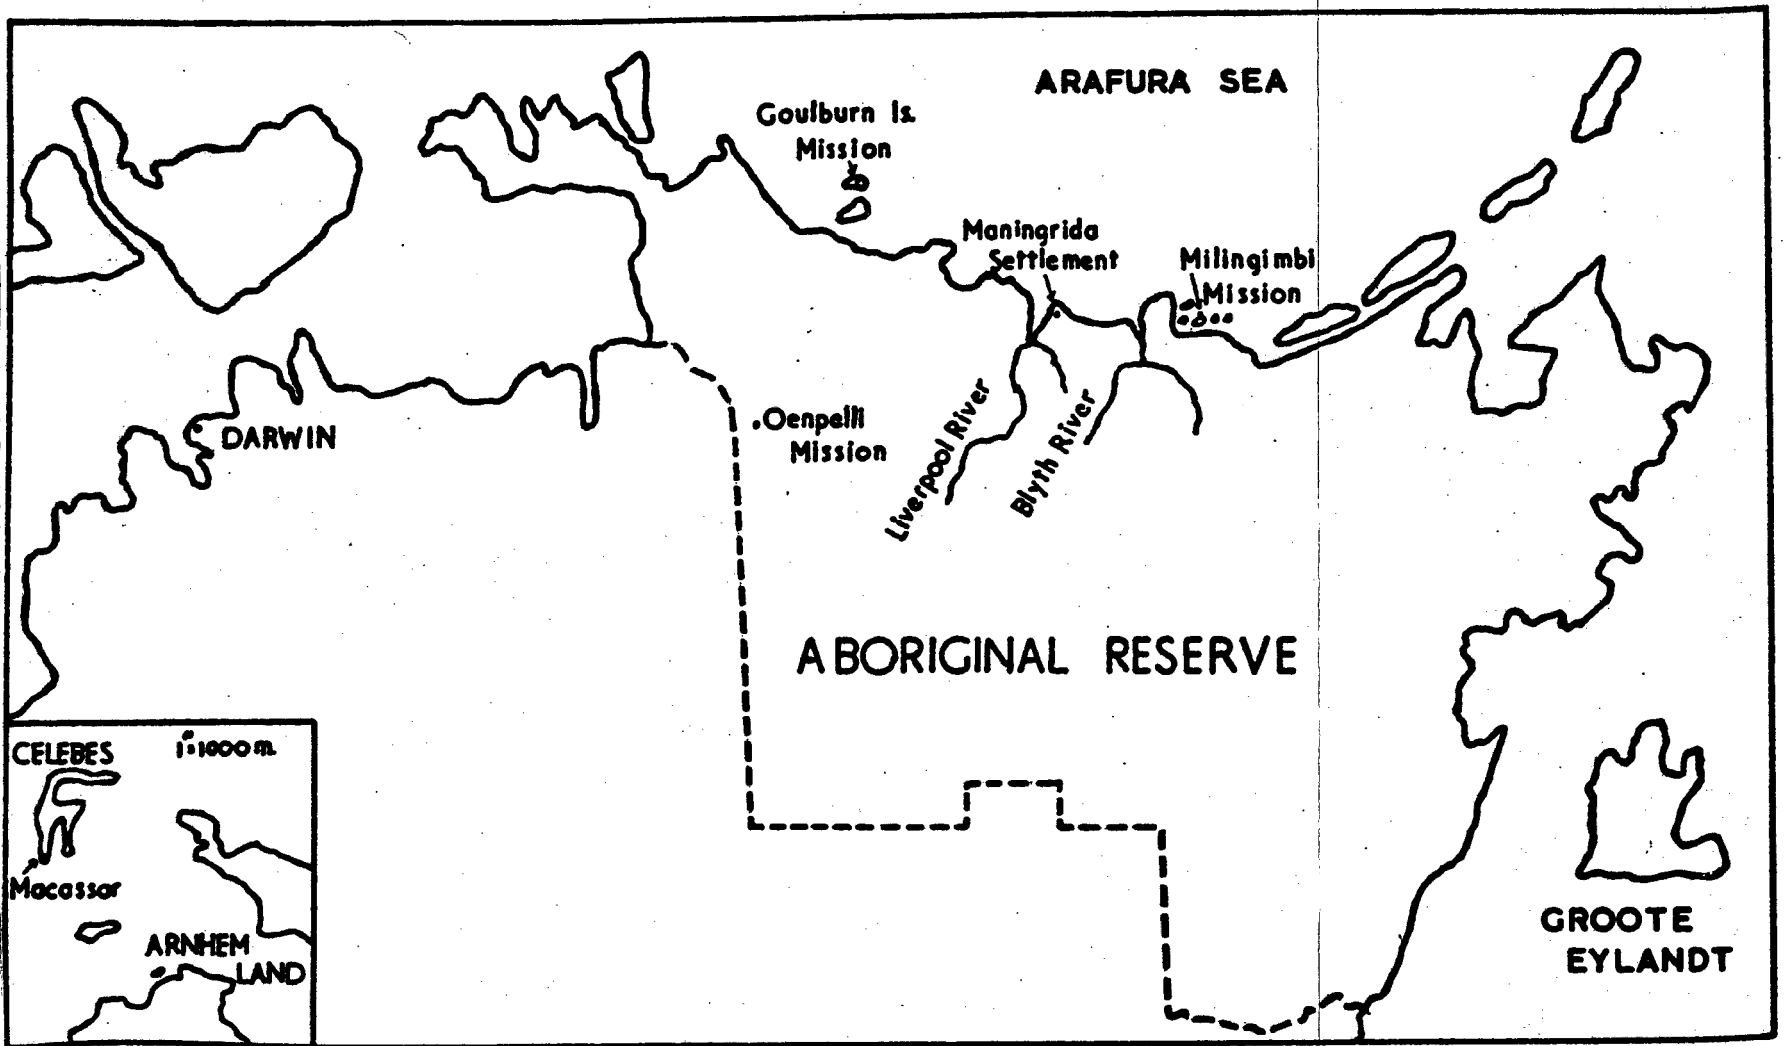 ARAFURA SEA
Goulburn Is.
Mission
Maningrida
Settlement
Milingimbi
Mission
DARWIN
Oenpelli
Mission
Liverpool River
Blyth River
ABORIGINAL RESERVE
CELEBES
1":1000 m.
Macassar
ARNHEM
LAND
GROOTE
EYLANDT